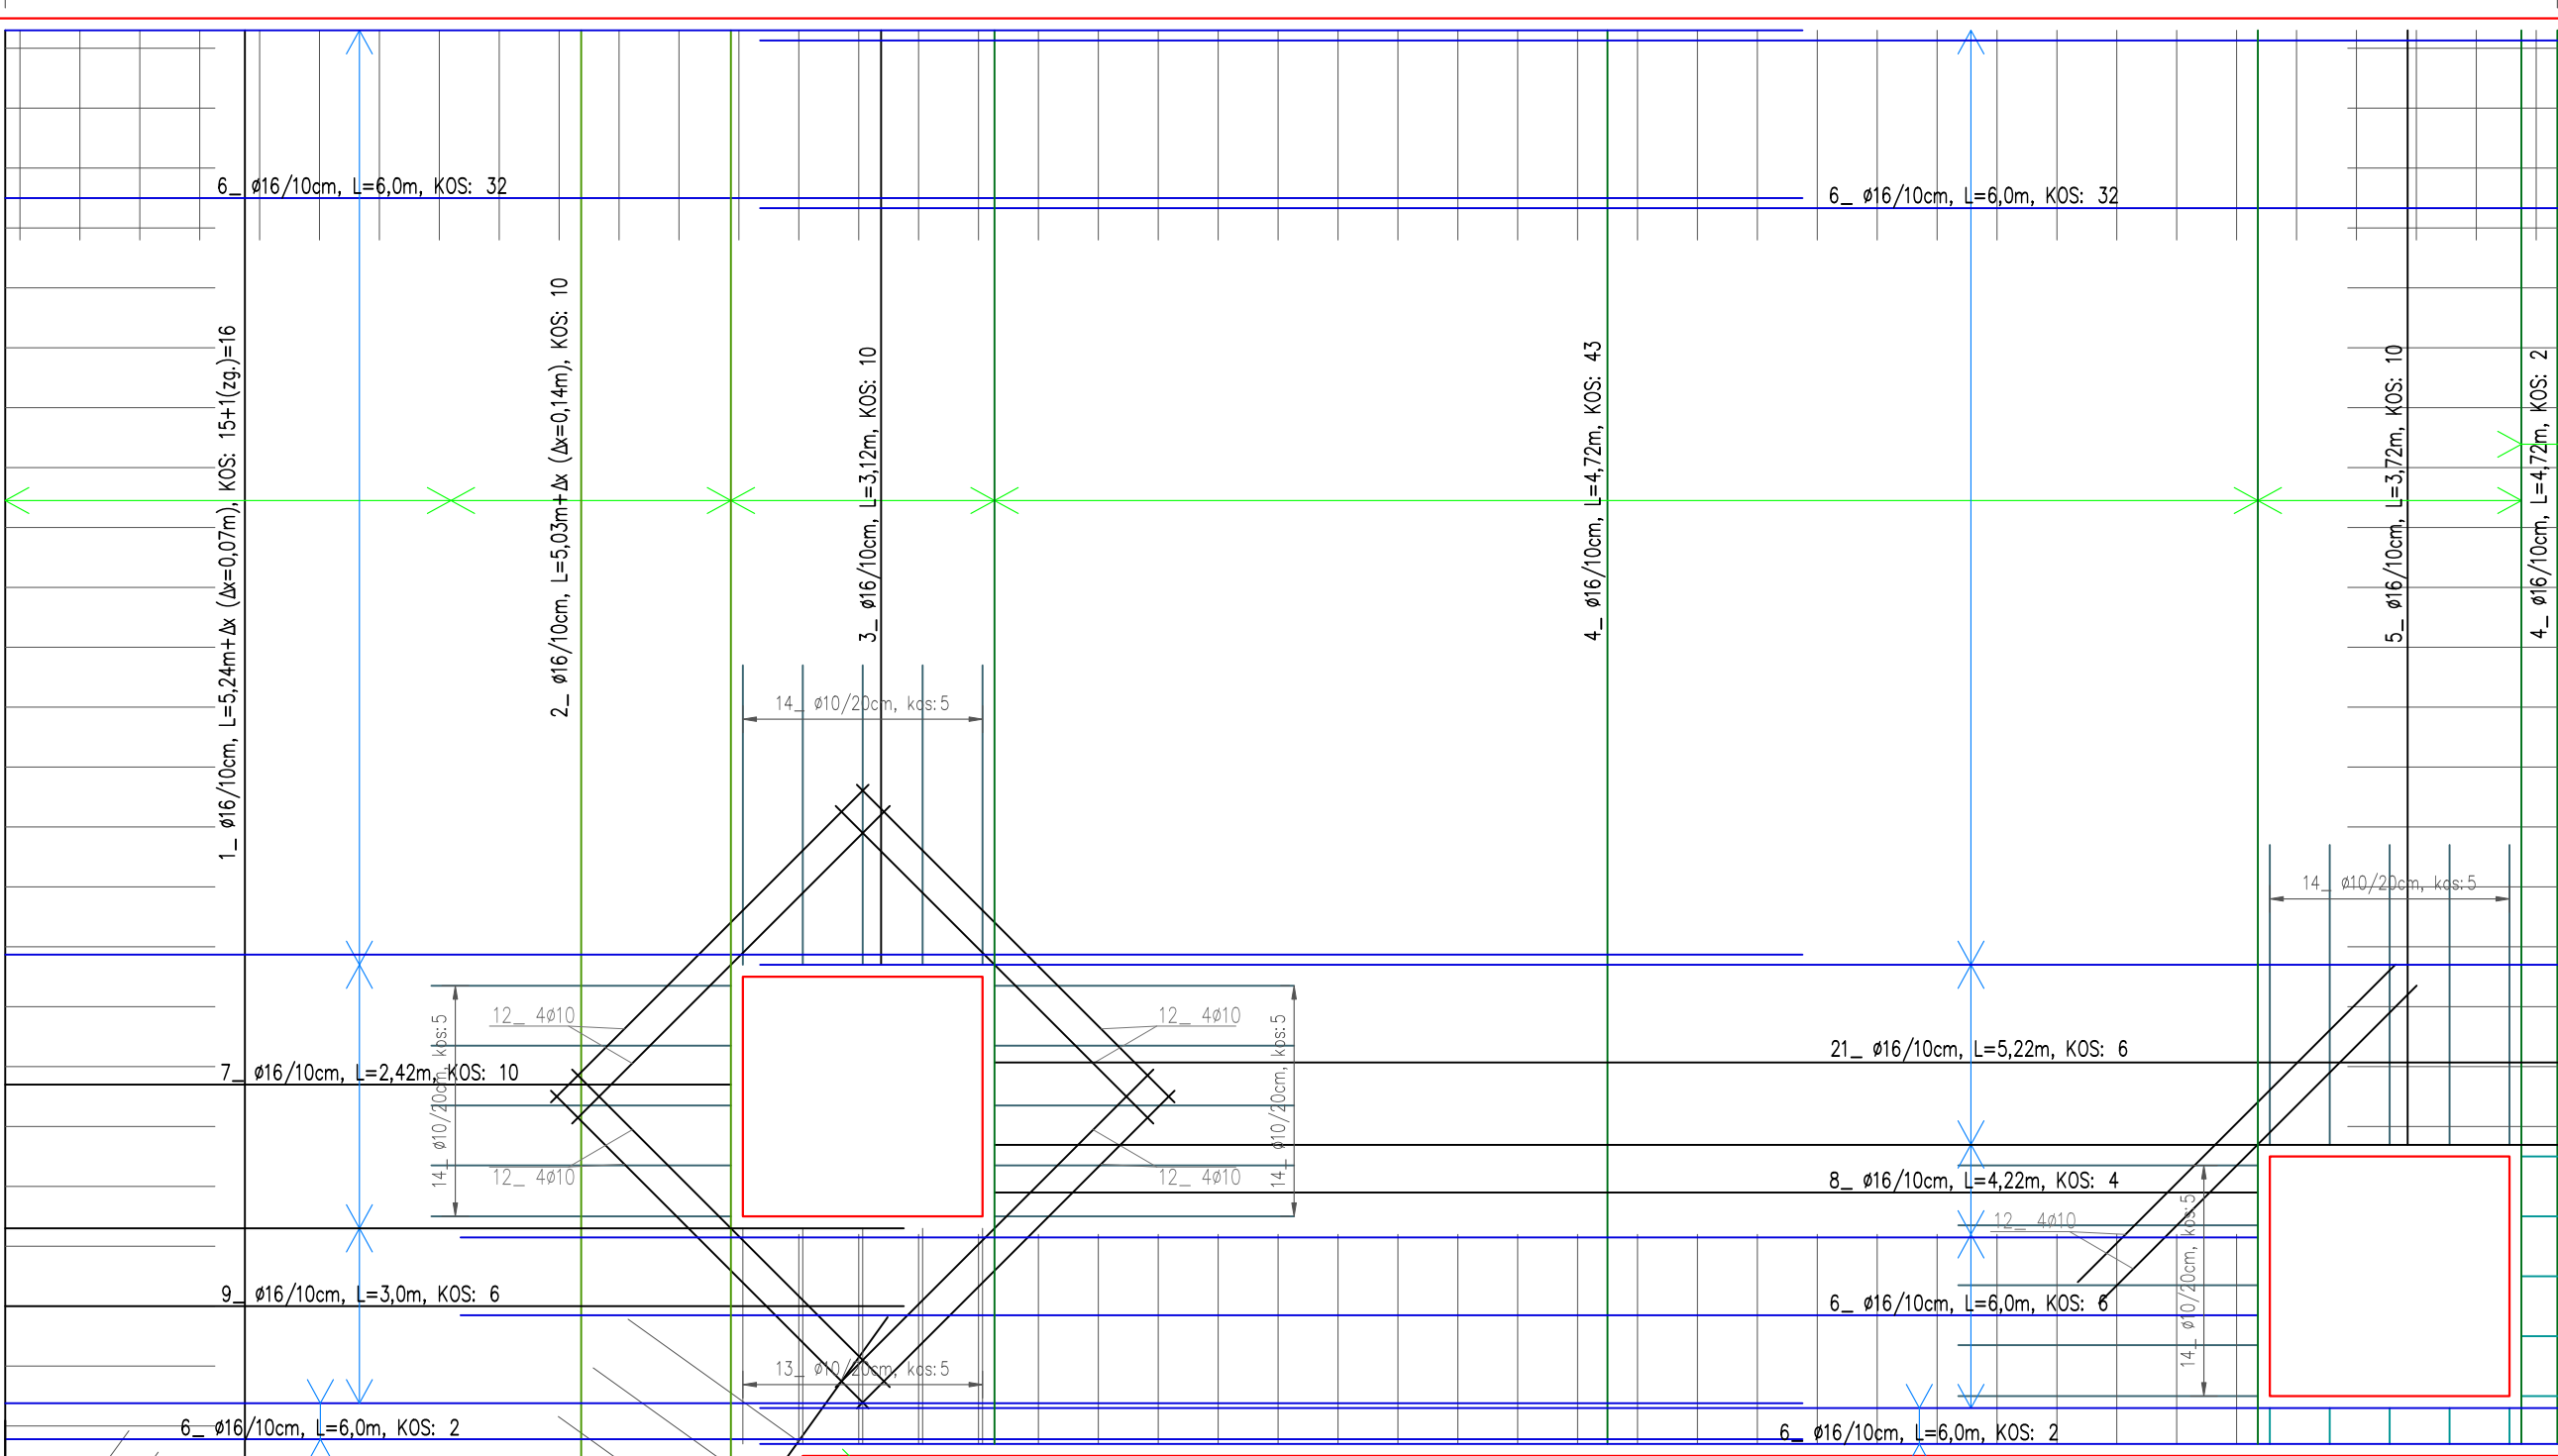 6_ ø16/10cm, L=6,0m, KOS: 32
6_ ø16/10cm, L=6,0m, KOS: 32
1_ ø16/10cm, L=5,24m+Δx (Δx=0,07m), KOS: 15+1(zg.)=16
2_ ø16/10cm, L=5,03m+Δx (Δx=0,14m), KOS: 10
3_ ø16/10cm, L=3,12m, KOS: 10
4_ ø16/10cm, L=4,72m, KOS: 43
5_ ø16/10cm, L=3,72m, KOS: 10
4_ ø16/10cm, L=4,72m, KOS: 2
14_ ø10/20cm, kos:5
14_ ø10/20cm, kos:5
12_ 4ø10
12_ 4ø10
14_ ø10/20cm, kos:5
14_ ø10/20cm, kos:5
21_ ø16/10cm, L=5,22m, KOS: 6
7_ ø16/10cm, L=2,42m, KOS: 10
12_ 4ø10
12_ 4ø10
8_ ø16/10cm, L=4,22m, KOS: 4
12_ 4ø10
14_ ø10/20cm, kos:5
9_ ø16/10cm, L=3,0m, KOS: 6
6_ ø16/10cm, L=6,0m, KOS: 6
13_ ø10/20cm, kos:5
6_ ø16/10cm, L=6,0m, KOS: 2
6_ ø16/10cm, L=6,0m, KOS: 2